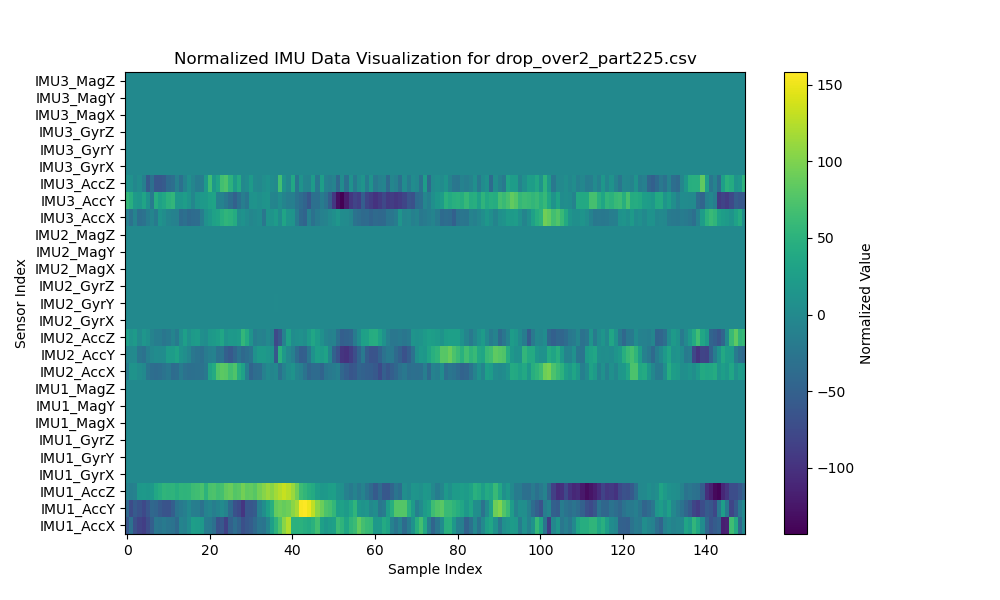 Normalized IMU Data Visualization for drop_over2_part225.csv
IMU3_MagZ
IMU3_MagY
IMU3_MagX
IMU3_GyrZ
IMU3_GyrY
IMU3_GyrX
IMU3_AccZ
IMU3_AccY
IMU3_AccX
IMU2_MagZ
IMU2_MagY
IMU2_MagX
IMU2_GyrZ
IMU2_GyrY
IMU2_GyrX
IMU2_AccZ
IMU2_AccY
IMU2_AccX
IMU1_MagZ
IMU1_MagY
IMU1_MagX
IMU1_GyrZ
IMU1_GyrY
IMU1_GyrX
IMU1_AccZ
IMU1_AccY
IMU1_AccX
Sensor Index
0 20 40 60 80 100 120 140
Sample Index
150
100
50
0
−50
−100
Normalized Value